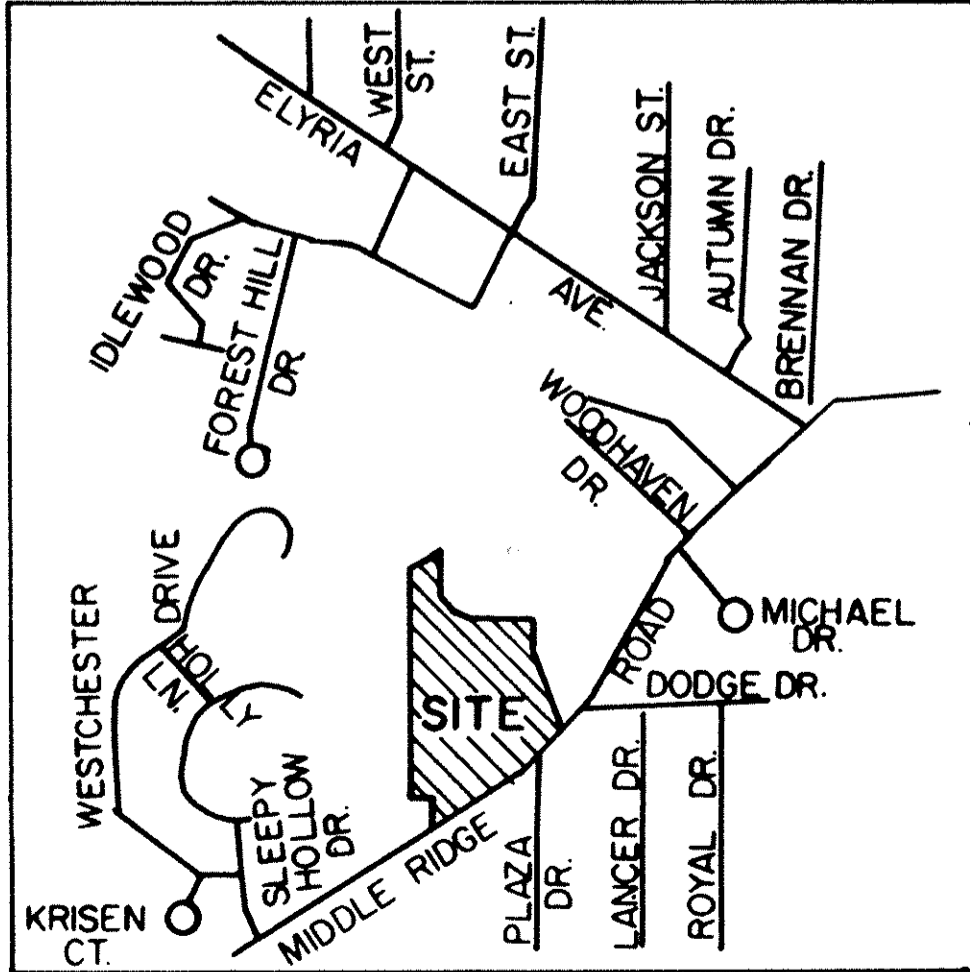 WEST
ST.
EAST ST.
ELYRIA
AVE.
JACKSON ST.
AUTUMN DR.
BRENNAN DR.
IDLEWOOD
DR.
FOREST HILL
DR.
WOODHAVEN
DR.
WESTCHESTER
DRIVE
HOLLY
LN.
MICHAEL
DR.
ROAD
DODGE DR.
SITE
SLEEPY
HOLLOW
DR.
MIDDLE RIDGE
PLAZA
DR.
LANCER DR.
ROYAL DR.
KRISEN
CT.